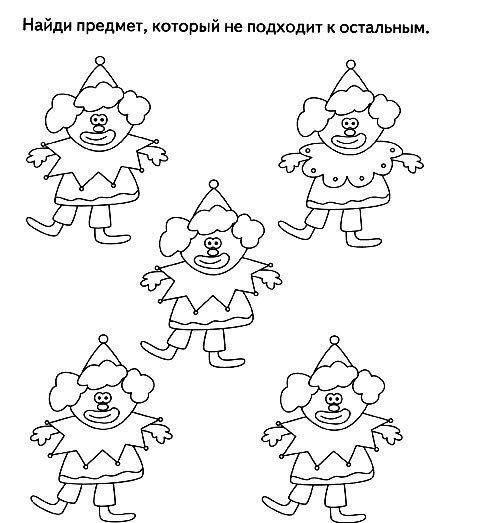 Найди предмет, который не подходит к остальным.